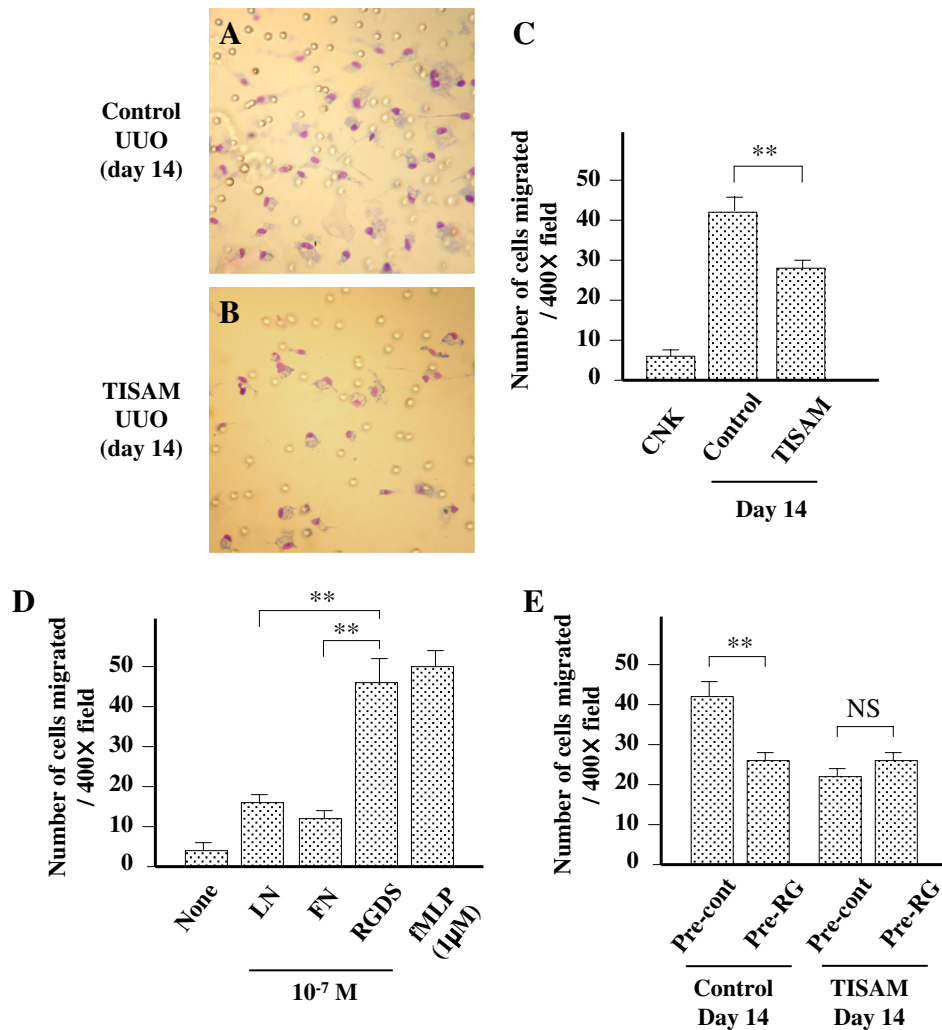 A
Control
UUO
(day 14)
B
TISAM
UUO
(day 14)
C
Number of cells migrated
/ 400X field
50
40
30
20
10
0
**
CNK
Control
TISAM
Day 14
D
Number of cells migrated
/ 400X field
50
40
30
20
10
0
**
**
None
LN
FN
RGDS
fMLP
(1µM)
10⁻⁷ M
E
Number of cells migrated
/ 400X field
50
40
30
20
10
0
**
NS
Pre-cont
Pre-RG
Pre-cont
Pre-RG
Control
Day 14
TISAM
Day 14